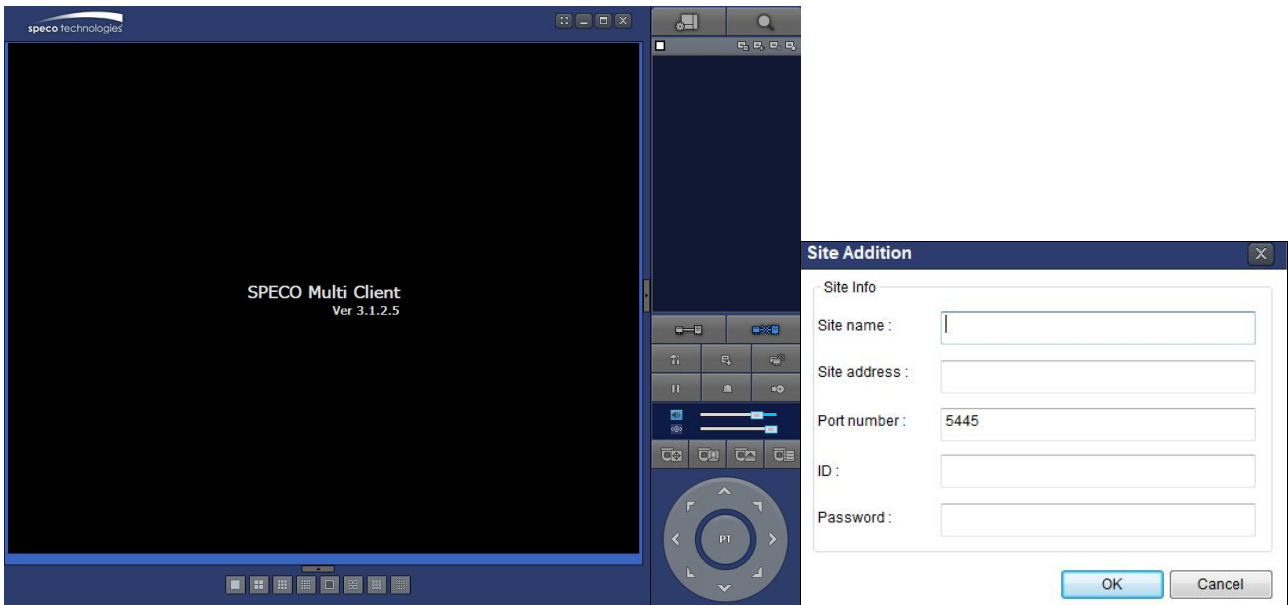 speco technologies
SPECO Multi Client
Ver 3.1.2.5
PT
Site Addition
Site Info
Site name :
Site address :
Port number :
5445
ID :
Password :
OK
Cancel